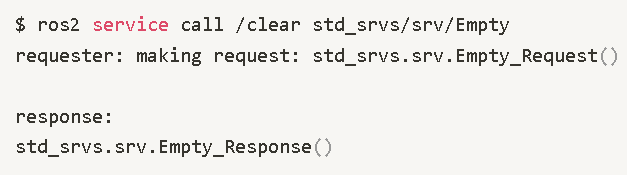 $ ros2 service call /clear std_srvs/srv/Empty
requester: making request: std_srvs.srv.Empty_Request()
response:
std_srvs.srv.Empty_Response()